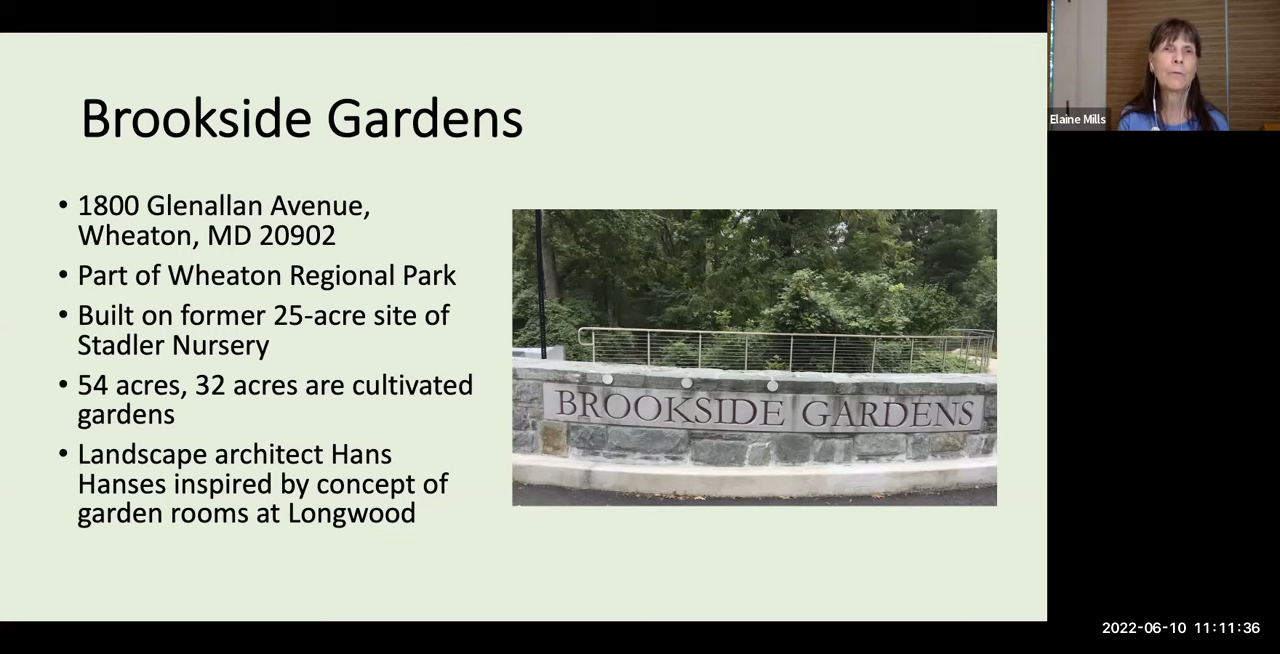 Brookside Gardens
• 1800 Glenallan Avenue,
Wheaton, MD 20902
• Part of Wheaton Regional Park
• Built on former 25-acre site of
Stadler Nursery
• 54 acres, 32 acres are cultivated
gardens
• Landscape architect Hans
Hanses inspired by concept of
garden rooms at Longwood
BROOKSIDE GARDENS
Elaine Mills
2022-06-10 11:11:36